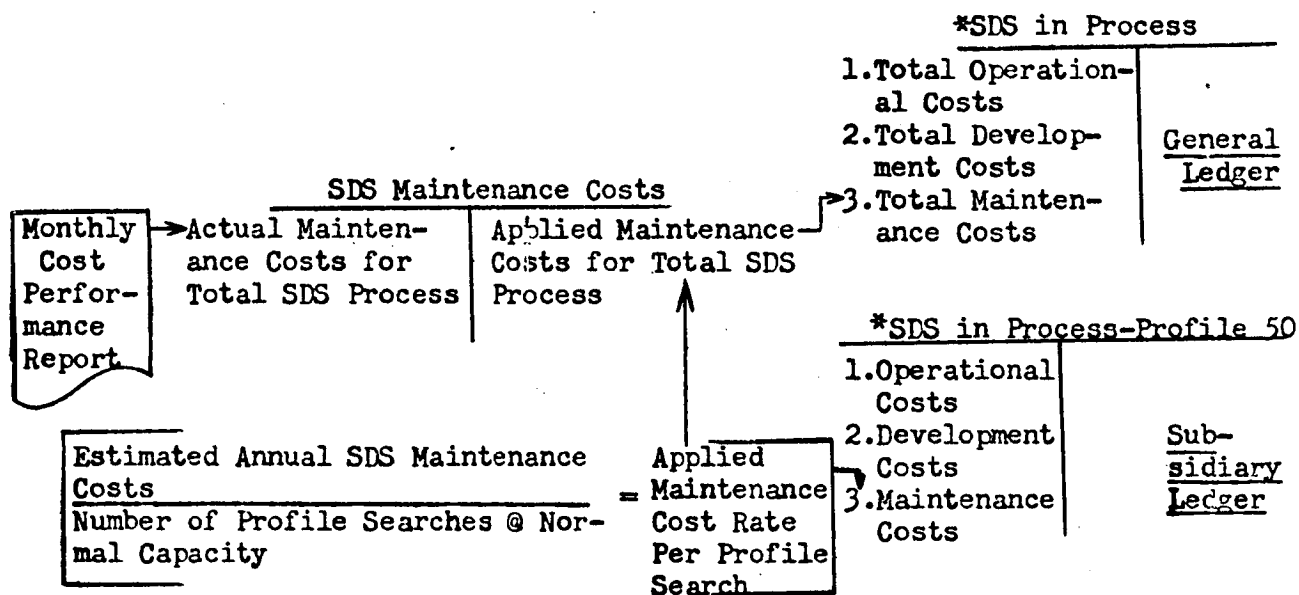 *SDS in Process
1.Total Operation-
al Costs
2.Total Develop-
ment Costs
3.Total Mainten-
ance Costs
General
Ledger
SDS Maintenance Costs
Monthly
Cost
Perfor-
mance
Report
Actual Mainten-
ance Costs for
Total SDS Process
Applied Maintenance
Costs for Total SDS
Process
*SDS in Process-Profile 50
1.Operational
Costs
2.Development
Costs
3.Maintenance
Costs
Sub-
sidiary
Ledger
Estimated Annual SDS Maintenance
Costs
Number of Profile Searches @ Nor-
mal Capacity
=
Applied
Maintenance
Cost Rate
Per Profile
Search